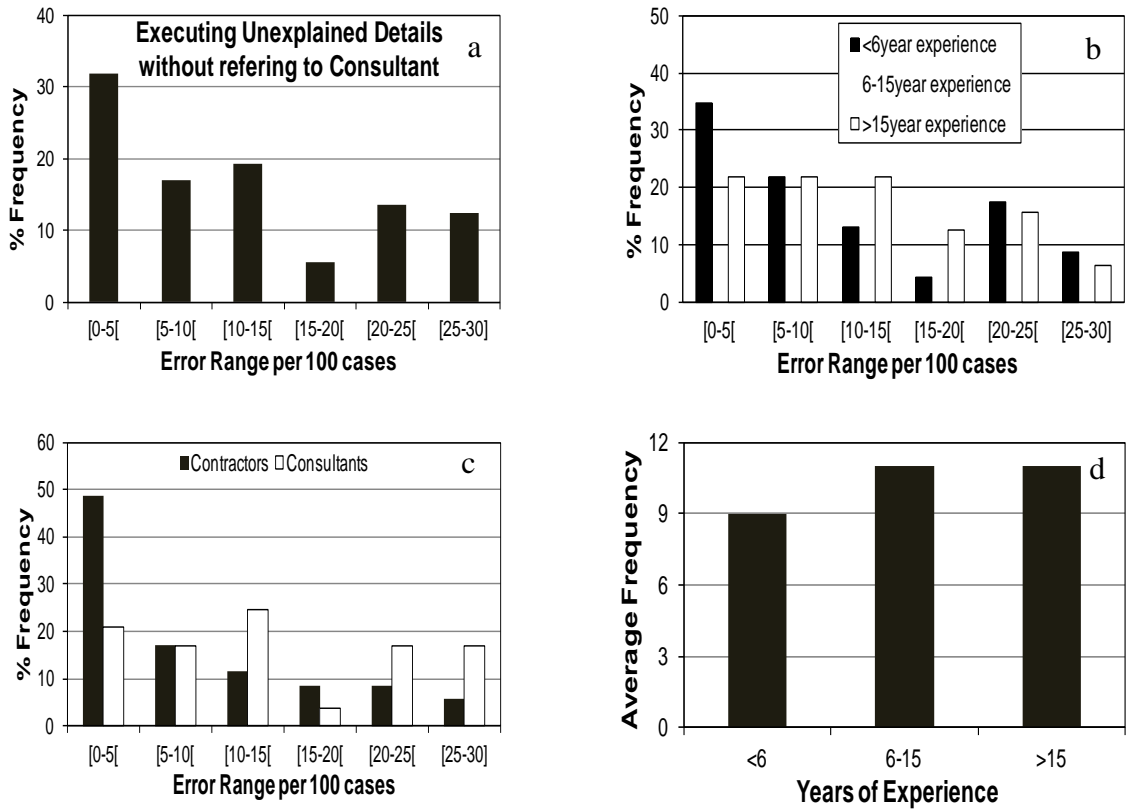 40
30
20
10
0
% Frequency
Executing Unexplained Details
without refering to Consultant
a
[0-5[ [5-10[ [10-15[ [15-20[ [20-25[ [25-30]
Error Range per 100 cases
50
40
30
20
10
0
% Frequency
<6year experience
6-15year experience
>15year experience
b
[0-5[ [5-10[ [10-15[ [15-20[ [20-25[ [25-30]
Error Range per 100 cases
60
50
40
30
20
10
0
% Frequency
Contractors Consultants
c
[0-5[ [5-10[ [10-15[ [15-20[ [20-25[ [25-30]
Error Range per 100 cases
12
9
6
3
0
Average Frequency
d
<6 6-15 >15
Years of Experience